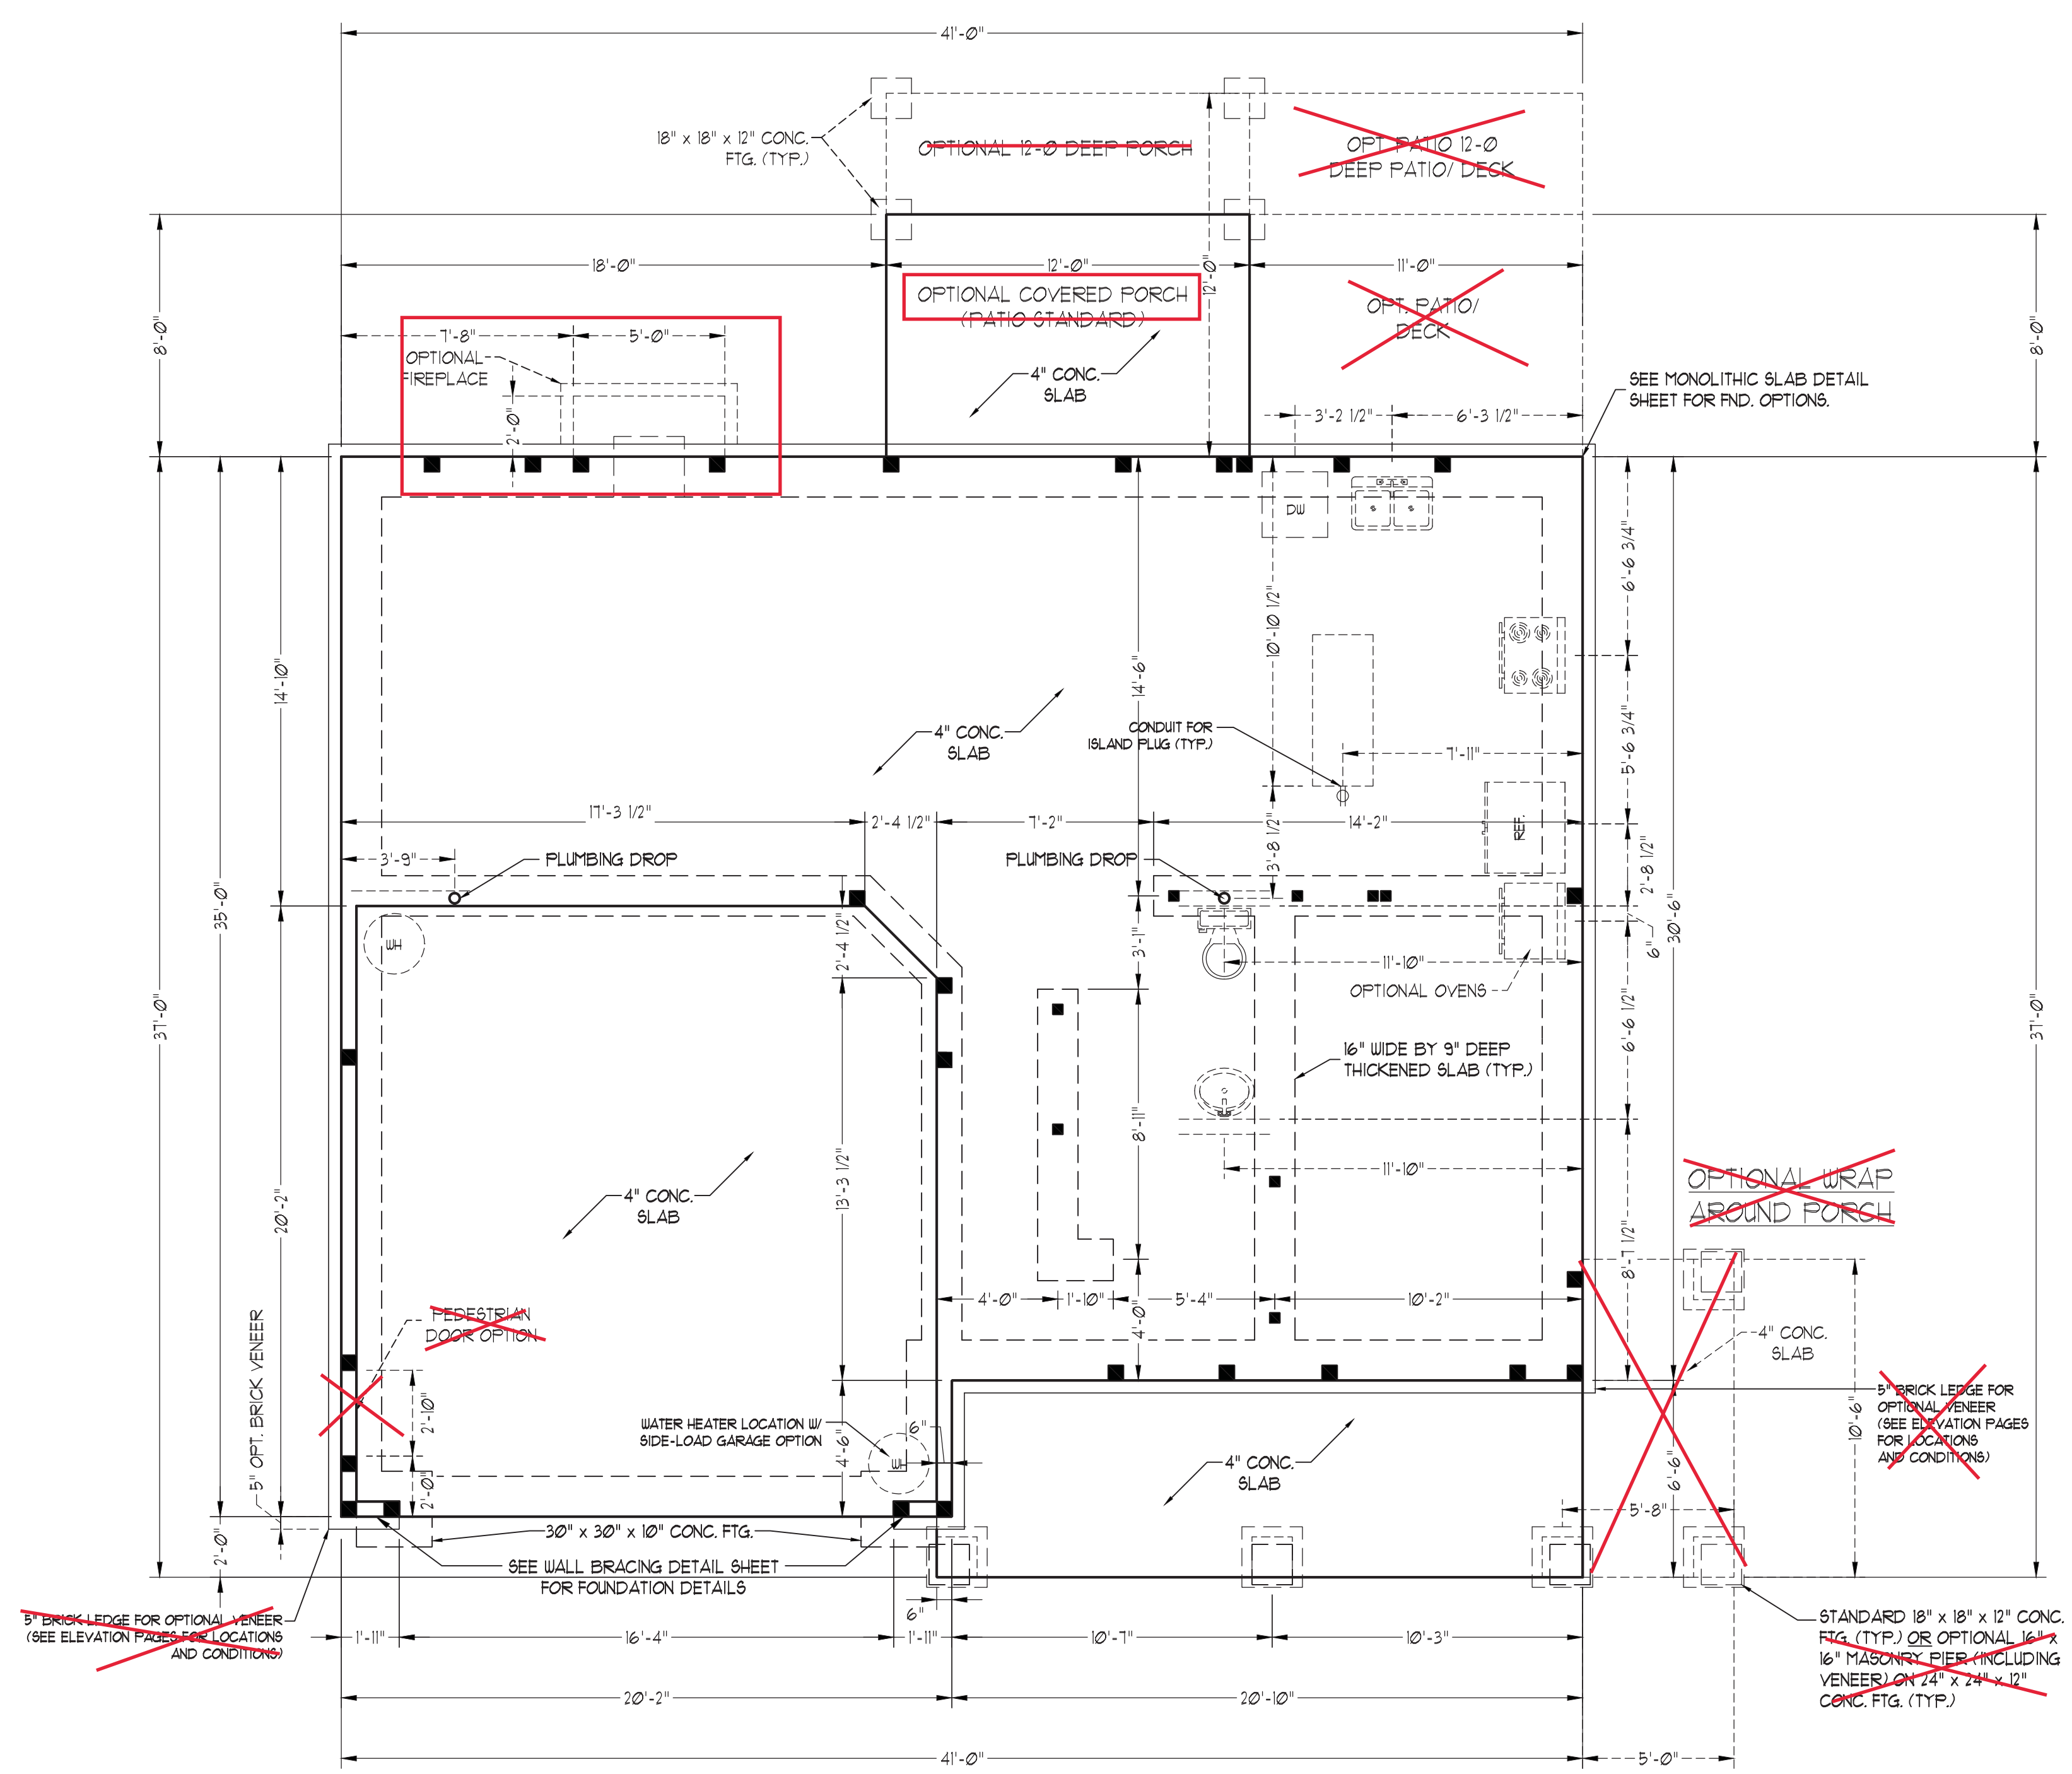 41'-0"
18" x 18" x 12" CONC.
FTG. (TYP.)
OPTIONAL 12-0 DEEP PORCH
OPT PATIO 12-0
DEEP PATIO/ DECK
18'-0"
12'-0"
12'-0"
11'-0"
OPTIONAL COVERED PORCH
(PATIO STANDARD)
OPT. PATIO/
DECK
8'-0"
8'-0"
7'-8"
5'-0"
OPTIONAL
FIREPLACE
2'-0"
4" CONC.
SLAB
SEE MONOLITHIC SLAB DETAIL
SHEET FOR FND. OPTIONS.
3'-2 1/2"
6'-3 1/2"
DW
6'-6 3/4"
10'-10 1/2"
14'-10"
14'-6"
4" CONC.
SLAB
CONDUIT FOR
ISLAND PLUG (TYP.)
7'-11"
5'-6 3/4"
17'-3 1/2"
2'-4 1/2"
7'-2"
14'-2"
REF.
3'-9"
PLUMBING DROP
PLUMBING DROP
3'-8 1/2"
2'-8 1/2"
35'-0"
30'-6"
WH
2'-4 1/2"
3'-1"
11'-10"
6"
OPTIONAL OVENS
37'-0"
37'-0"
6'-6 1/2"
16" WIDE BY 9" DEEP
THICKENED SLAB (TYP.)
8'-11"
11'-10"
13'-3 1/2"
20'-2"
4" CONC.
SLAB
OPTIONAL WRAP
AROUND PORCH
8'-7 1/2"
4'-0"
1'-10"
5'-4"
10'-2"
4'-0"
5" OPT. BRICK VENEER
PEDESTRIAN
DOOR OPTION
4" CONC.
SLAB
2'-10"
WATER HEATER LOCATION W/
SIDE-LOAD GARAGE OPTION
6"
WH
4'-6"
4" CONC.
SLAB
10'-6"
5" BRICK LEDGE FOR
OPTIONAL VENEER
(SEE ELEVATION PAGES
FOR LOCATIONS
AND CONDITIONS)
6'-6"
2'-0"
5'-8"
30" x 30" x 10" CONC. FTG.
2'-0"
SEE WALL BRACING DETAIL SHEET
FOR FOUNDATION DETAILS
6"
5" BRICK LEDGE FOR OPTIONAL VENEER
(SEE ELEVATION PAGES FOR LOCATIONS
AND CONDITIONS)
1'-11"
16'-4"
1'-11"
10'-7"
10'-3"
STANDARD 18" x 18" x 12" CONC.
FTG. (TYP.) OR OPTIONAL 16" x
16" MASONRY PIER (INCLUDING
VENEER) ON 24" x 24" x 12"
CONC. FTG. (TYP.)
20'-2"
20'-10"
41'-0"
5'-0"